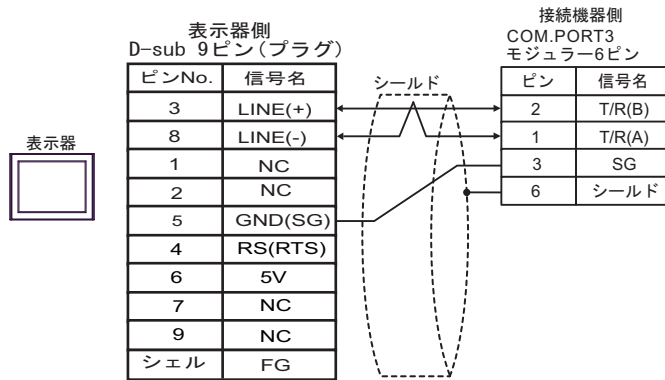 表示器側
D-sub 9ピン(プラグ)
ピンNo. 信号名
3 LINE(+)
8 LINE(-)
1 NC
2 NC
5 GND(SG)
4 RS(RTS)
6 5V
7 NC
9 NC
シェル FG
表示器
シールド
接続機器側
COM.PORT3
モジュラー6ピン
ピン 信号名
2 T/R(B)
1 T/R(A)
3 SG
6 シールド